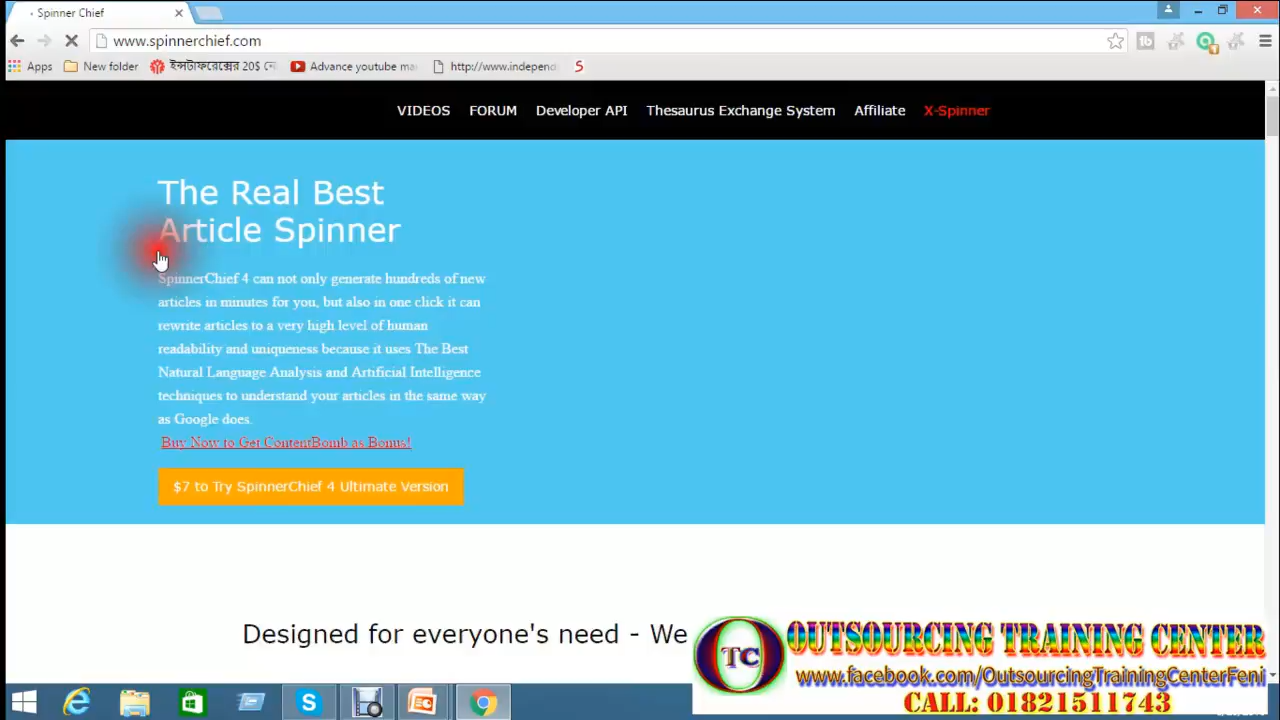 Spinner Chief
www.spinnerchief.com
Apps New folder ইন্সটাফরেক্সের 20$ Advance youtube ma http://www.independ
VIDEOS FORUM Developer API Thesaurus Exchange System Affiliate X-Spinner
The Real Best
Article Spinner
SpinnerChief 4 can not only generate hundreds of new
articles in minutes for you, but also in one click it can
rewrite articles to a very high level of human
readability and uniqueness because it uses The Best
Natural Language Analysis and Artificial Intelligence
techniques to understand your articles in the same way
as Google does.
Buy Now to Get ContentBomb as Bonus!
$7 to Try SpinnerChief 4 Ultimate Version
Designed for everyone's need - We
OTC
OUTSOURCING TRAINING CENTER
www.facebook.com/OutsourcingTrainingCenterFeni
CALL: 01821511743